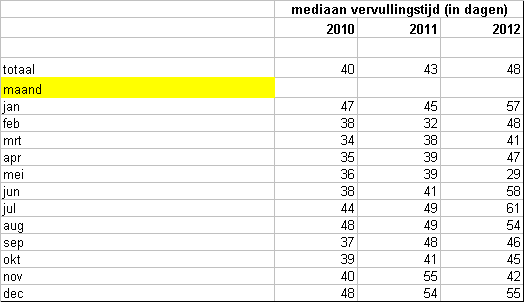 mediaan vervullingstijd (in dagen)
2010 2011 2012
totaal 40 43 48
maand
jan 47 45 57
feb 38 32 48
mrt 34 38 41
apr 35 39 47
mei 36 39 29
jun 38 41 58
jul 44 49 61
aug 48 49 54
sep 37 48 46
okt 39 41 45
nov 40 55 42
dec 48 54 55